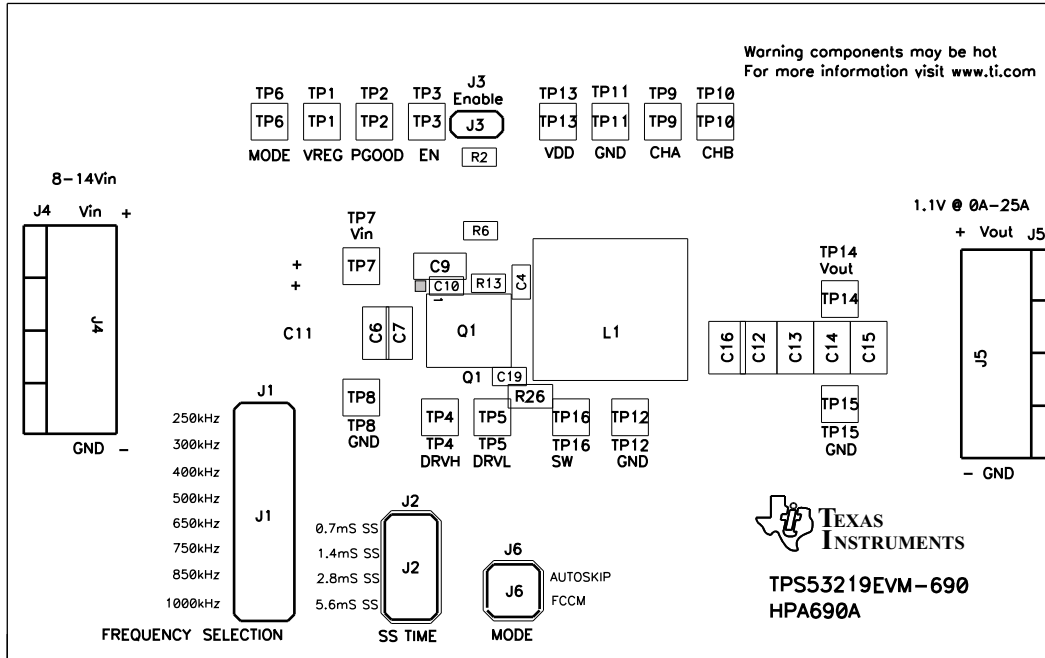 Warning components may be hot
For more information visit www.ti.com
J3
TP6 TP1 TP2 TP3 Enable TP13 TP11 TP9 TP10
TP6 TP1 TP2 TP3 J3 TP13 TP11 TP9 TP10
MODE VREG PGOOD EN VDD GND CHA CHB
R2
8-14Vin
J4 Vin +
1.1V @ 0A-25A
+ Vout J5
TP7
Vin
TP7
R6
+
+
C9
C10
R13
C4
1
TP14
Vout
TP14
J4
C11
C6
C7
Q1
L1
C16
C12
C13
C14
C15
J5
Q1
C19
R26
TP8
TP8
GND
TP4 TP5 TP16 TP12
TP4 TP5 TP16 TP12
DRVH DRVL SW GND
TP15
TP15
GND
GND -
- GND
J1
250kHz
300kHz
400kHz
500kHz
650kHz
750kHz
850kHz
1000kHz
J1
FREQUENCY SELECTION
J2
0.7mS SS
1.4mS SS
2.8mS SS
5.6mS SS
J2
SS TIME
J6
AUTOSKIP
J6
FCCM
MODE
TEXAS
INSTRUMENTS
TPS53219EVM-690
HPA690A